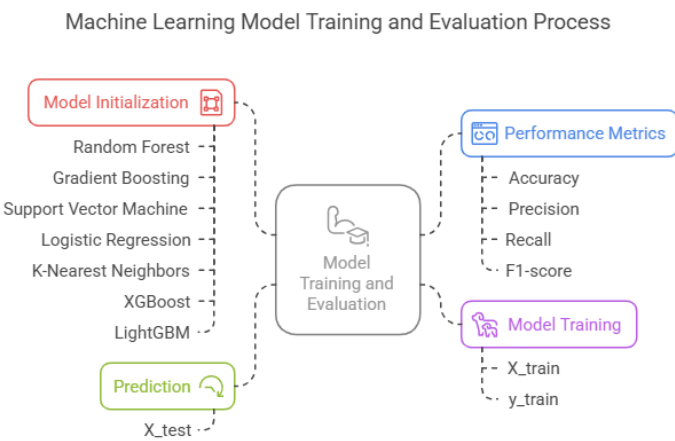 Machine Learning Model Training and Evaluation Process
Model Initialization
Random Forest
Gradient Boosting
Support Vector Machine
Logistic Regression
K-Nearest Neighbors
XGBoost
LightGBM
Prediction
X_test
Model
Training and
Evaluation
Performance Metrics
Accuracy
Precision
Recall
F1-score
Model Training
X_train
y_train